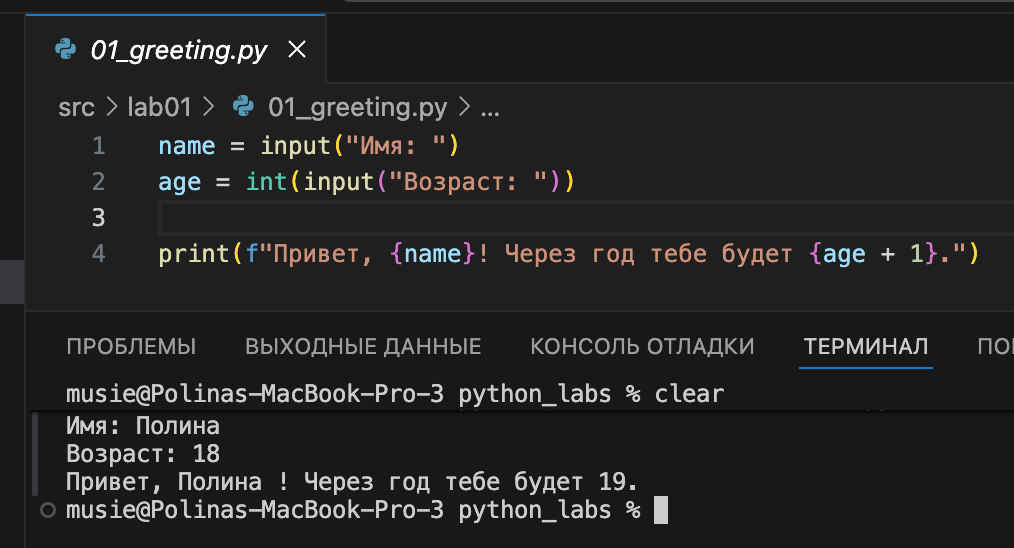 01_greeting.py
src > lab01 > 01_greeting.py > ...
1 name = input("Имя: ")
2 age = int(input("Возраст: "))
3
4 print(f"Привет, {name}! Через год тебе будет {age + 1}.")
ПРОБЛЕМЫ ВЫХОДНЫЕ ДАННЫЕ КОНСОЛЬ ОТЛАДКИ ТЕРМИНАЛ
musie@Polinas-MacBook-Pro-3 python_labs % clear
Имя: Полина
Возраст: 18
Привет, Полина ! Через год тебе будет 19.
musie@Polinas-MacBook-Pro-3 python_labs %